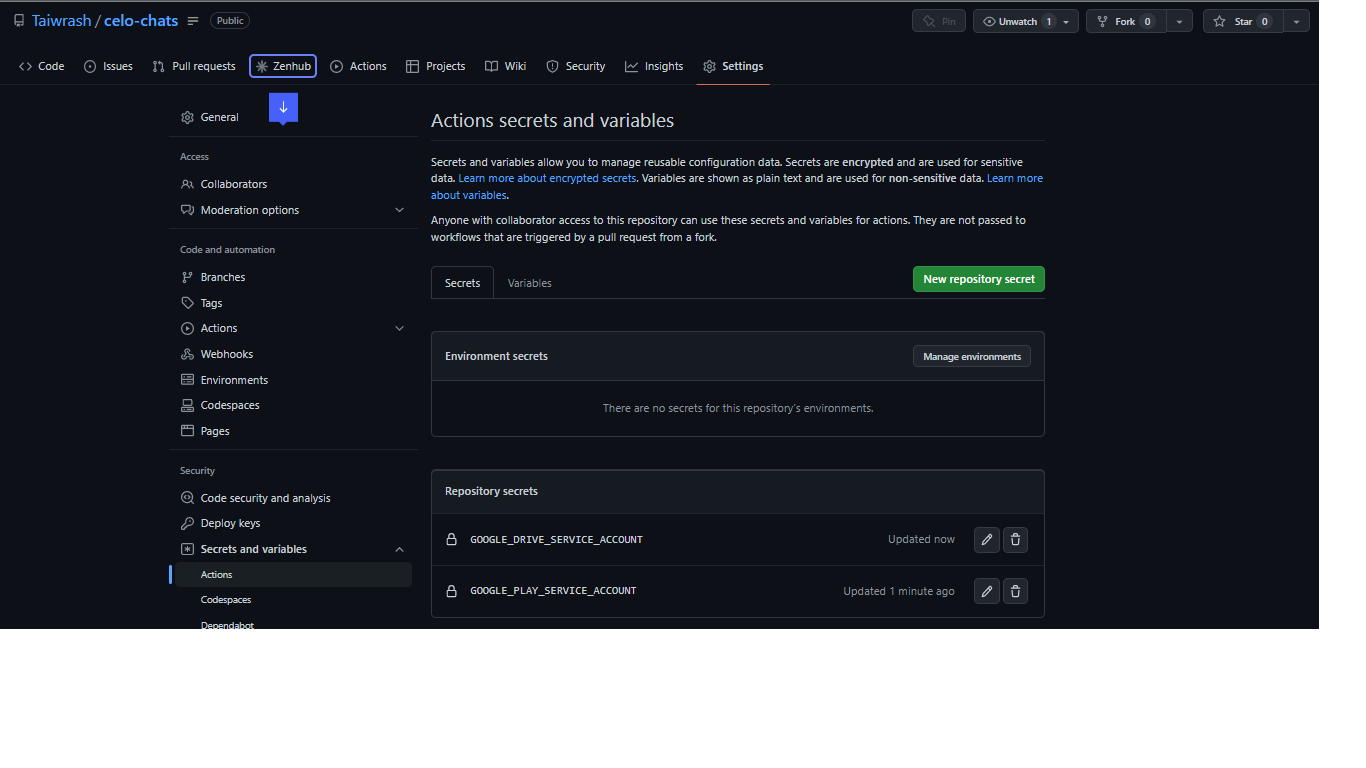 Taiwrash / celo-chats Public Pin Unwatch 1 Fork 0 Star 0
Code Issues Pull requests Zenhub Actions Projects Wiki Security Insights Settings
General
Access
Collaborators
Moderation options
Code and automation
Branches
Tags
Actions
Webhooks
Environments
Codespaces
Pages
Security
Code security and analysis
Deploy keys
Secrets and variables
Actions
Codespaces
Dependabot
Actions secrets and variables
Secrets and variables allow you to manage reusable configuration data. Secrets are encrypted and are used for sensitive
data. Learn more about encrypted secrets. Variables are shown as plain text and are used for non-sensitive data. Learn more
about variables.
Anyone with collaborator access to this repository can use these secrets and variables for actions. They are not passed to
workflows that are triggered by a pull request from a fork.
Secrets Variables New repository secret
Environment secrets Manage environments
There are no secrets for this repository's environments.
Repository secrets
GOOGLE_DRIVE_SERVICE_ACCOUNT Updated now
GOOGLE_PLAY_SERVICE_ACCOUNT Updated 1 minute ago